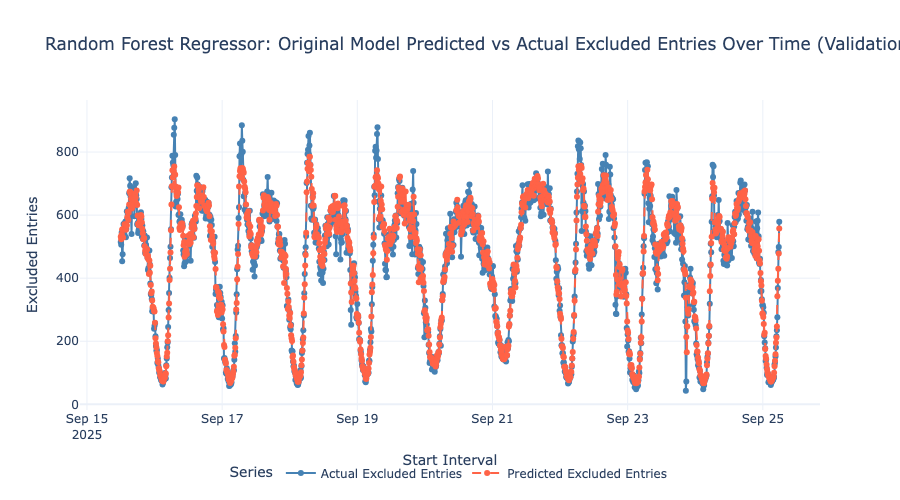 Random Forest Regressor: Original Model Predicted vs Actual Excluded Entries Over Time (Validation
800
600
400
200
0
Excluded Entries
Sep 15
2025
Sep 17
Sep 19
Sep 21
Sep 23
Sep 25
Start Interval
Series
Actual Excluded Entries
Predicted Excluded Entries